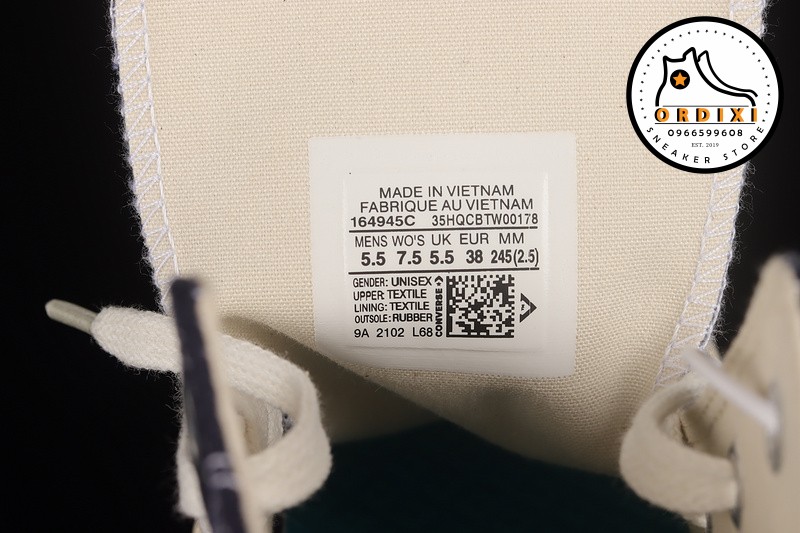 ORDIXI
0966599608
EST. 2019
SNEAKER STORE
MADE IN VIETNAM
FABRIQUE AU VIETNAM
164945C 35HQCBTW00178
MENS WO'S UK EUR MM
5.5 7.5 5.5 38 245(2.5)
GENDER: UNISEX
UPPER: TEXTILE
LINING: TEXTILE
OUTSOLE: RUBBER
9A 2102 L68
CONVERSE